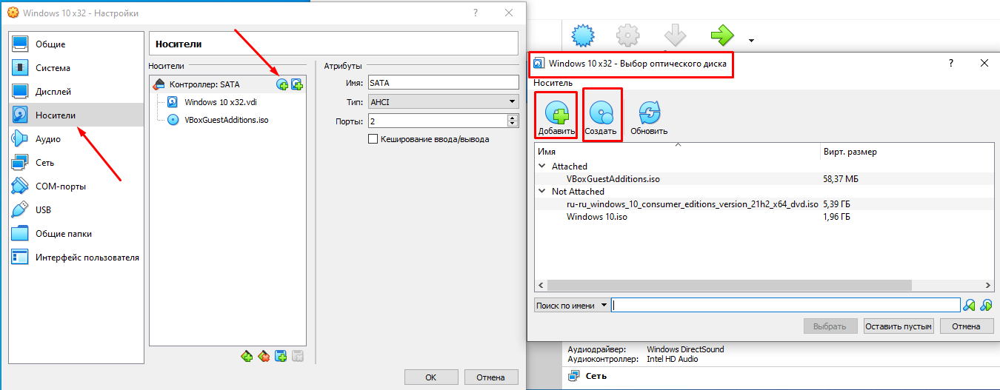 Windows 10 x32 - Настройки
?
Общие
Система
Дисплей
Носители
Аудио
Сеть
COM-порты
USB
Общие папки
Интерфейс пользователя
Носители
Носители
Контроллер: SATA
Windows 10 x32.vdi
VBoxGuestAdditions.iso
Атрибуты
Имя: SATA
Тип: AHCI
Порты: 2
Кеширование ввода/вывода
OK
Отмена
Windows 10 x32 - Выбор оптического диска
?
Носитель
Добавить Создать Обновить
Имя Вирт. размер
Attached
VBoxGuestAdditions.iso 58,37 МБ
Not Attached
ru-ru_windows_10_consumer_editions_version_21h2_x64_dvd.iso 5,39 ГБ
Windows 10.iso 1,96 ГБ
Поиск по имени
Выбрать Оставить пустым Отмена
Аудиодрайвер: Windows DirectSound
Аудиоконтроллер: Intel HD Audio
Сеть